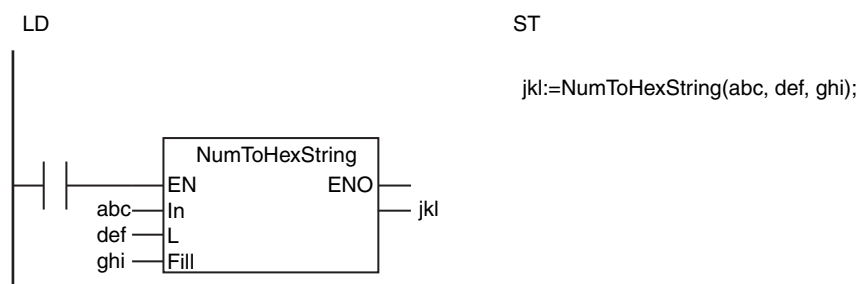 LD
ST
jkl:=NumToHexString(abc, def, ghi);
NumToHexString
EN ENO
abc In jkl
def L
ghi Fill